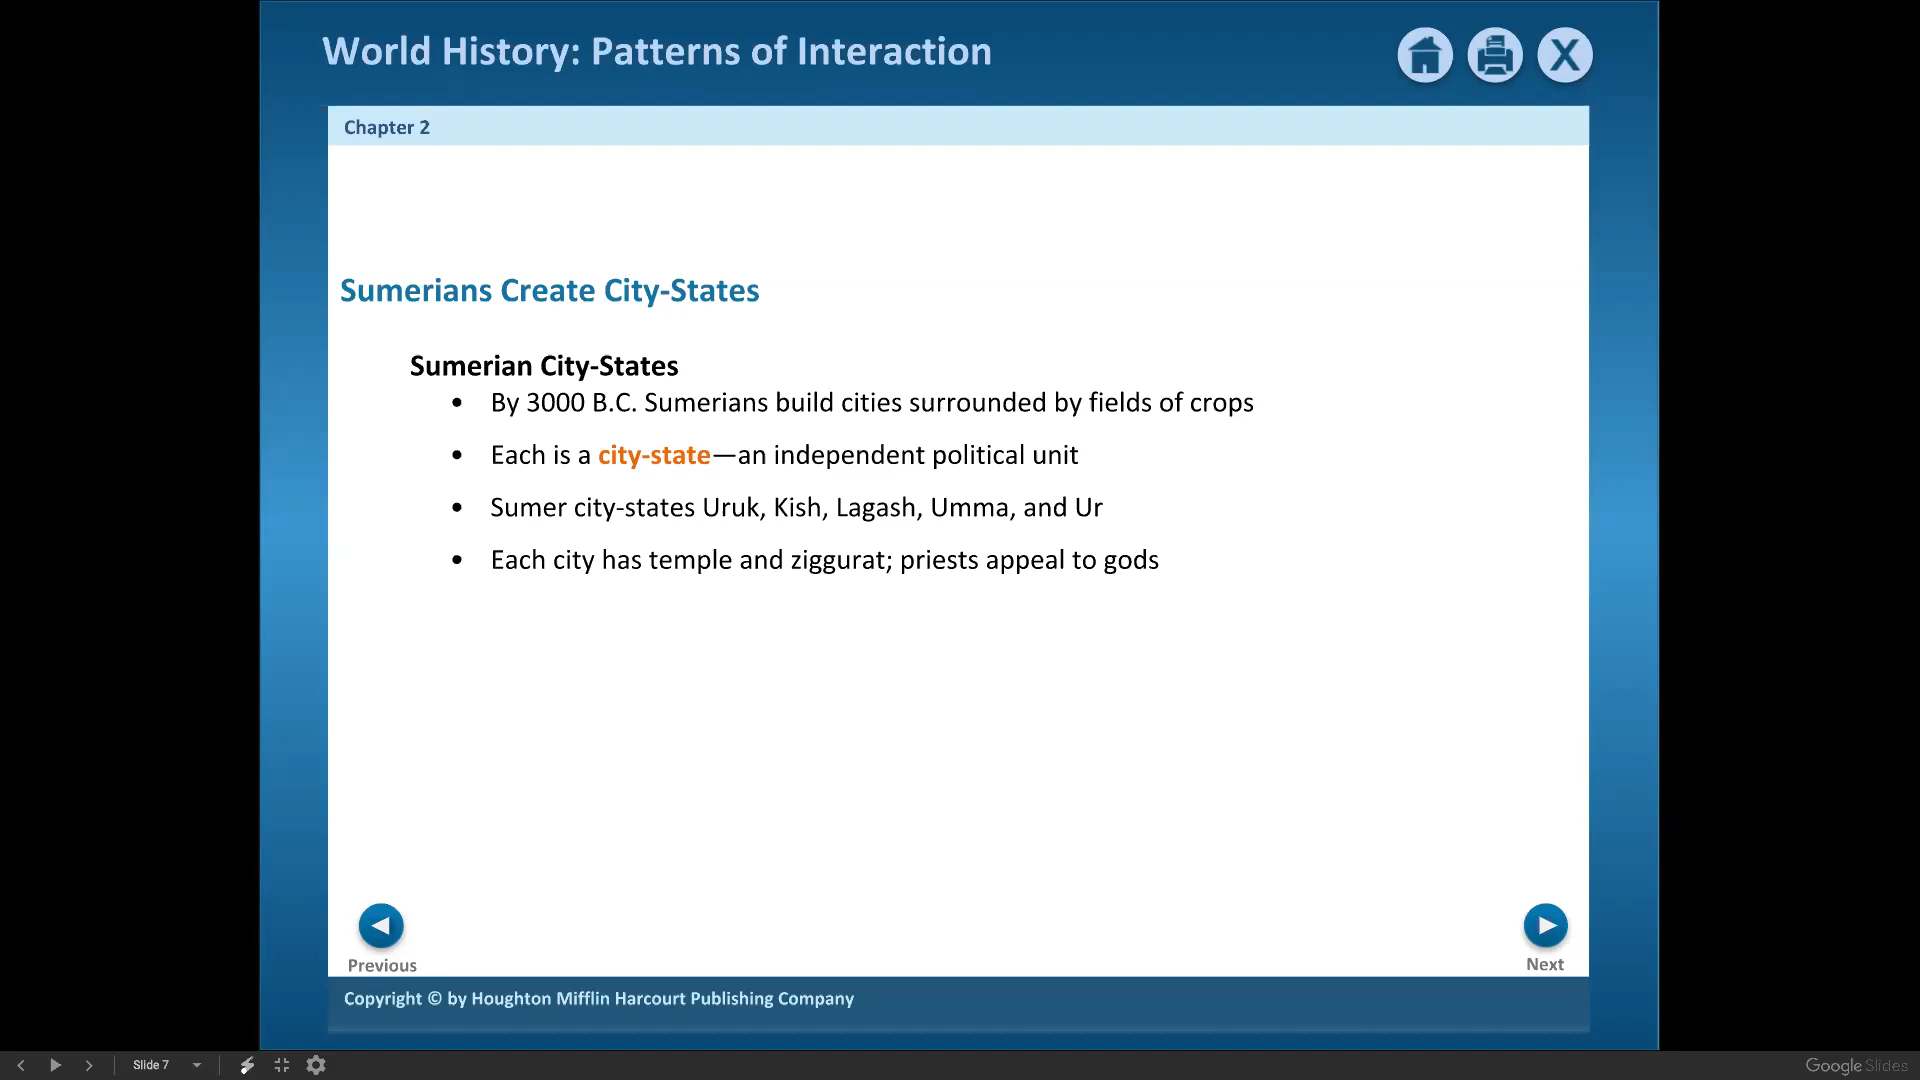 World History: Patterns of Interaction
X
Chapter 2
Sumerians Create City-States
Sumerian City-States
• By 3000 B.C. Sumerians build cities surrounded by fields of crops
• Each is a city-state—an independent political unit
• Sumer city-states Uruk, Kish, Lagash, Umma, and Ur
• Each city has temple and ziggurat; priests appeal to gods
Previous
Next
Copyright © by Houghton Mifflin Harcourt Publishing Company
Slide 7
Google Slides